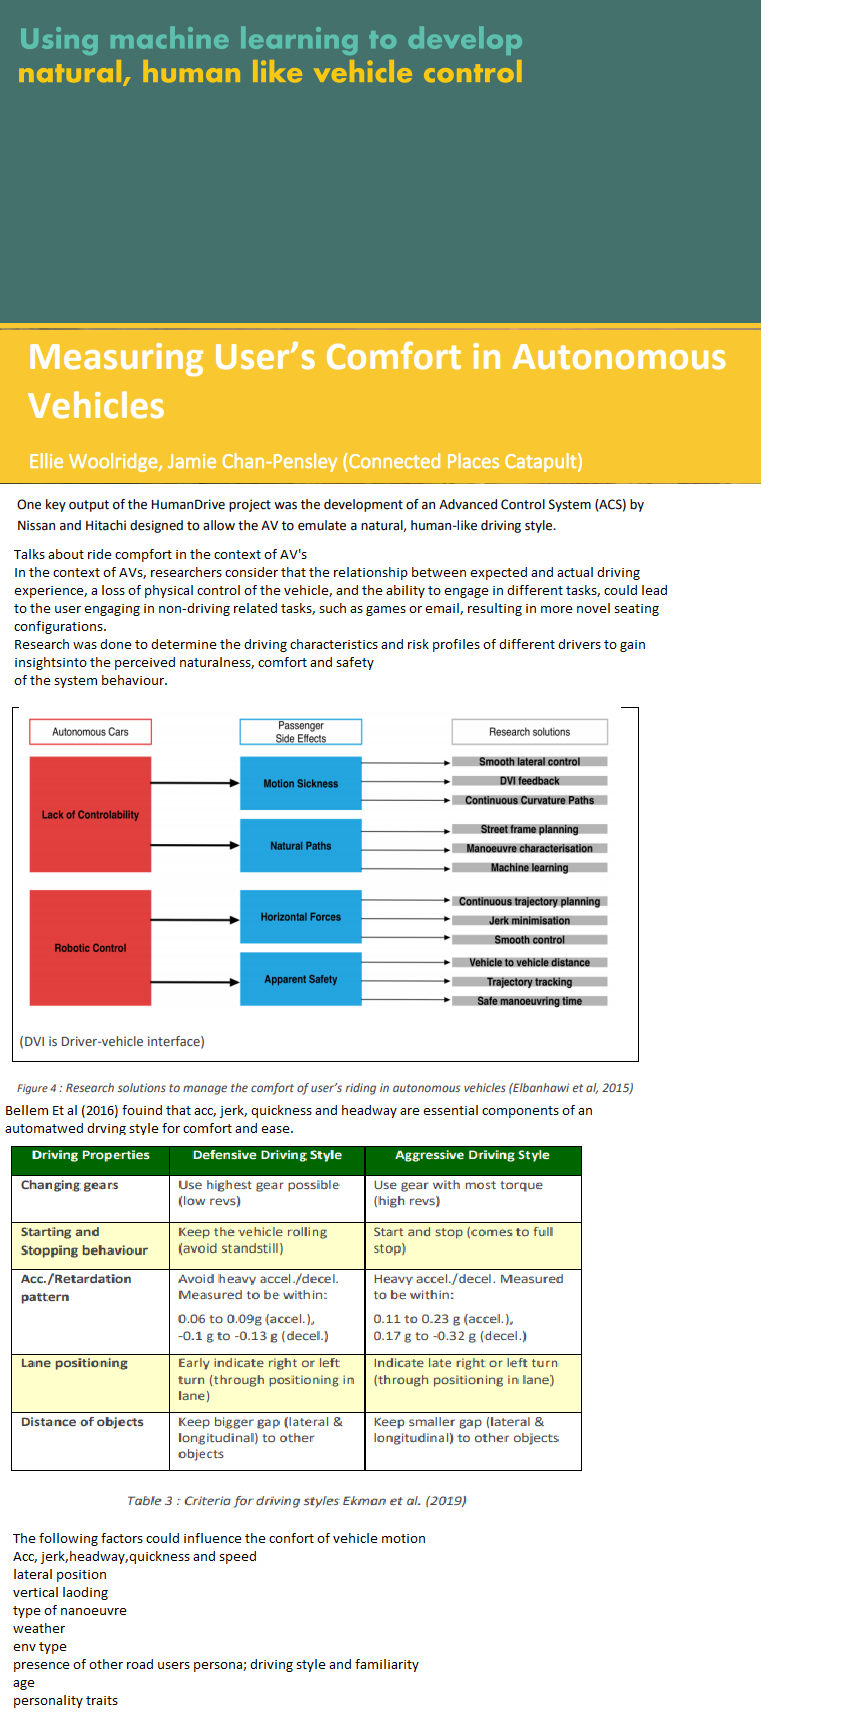 Using machine learning to develop
natural, human like vehicle control
Measuring User’s Comfort in Autonomous
Vehicles
Ellie Woolridge, Jamie Chan-Pensley (Connected Places Catapult)
One key output of the HumanDrive project was the development of an Advanced Control System (ACS) by
Nissan and Hitachi designed to allow the AV to emulate a natural, human-like driving style.
Talks about ride compfort in the context of AV's
In the context of AVs, researchers consider that the relationship between expected and actual driving
experience, a loss of physical control of the vehicle, and the ability to engage in different tasks, could lead
to the user engaging in non-driving related tasks, such as games or email, resulting in more novel seating
configurations.
Research was done to determine the driving characteristics and risk profiles of different drivers to gain
insightsinto the perceived naturalness, comfort and safety
of the system behaviour.
Autonomous Cars
Passenger
Side Effects
Research solutions
Lack of Controlability
Motion Sickness
Smooth lateral control
DVI feedback
Continuous Curvature Paths
Natural Paths
Street frame planning
Manoeuvre characterisation
Machine learning
Robotic Control
Horizontal Forces
Continuous trajectory planning
Jerk minimisation
Smooth control
Apparent Safety
Vehicle to vehicle distance
Trajectory tracking
Safe manoeuvring time
(DVI is Driver-vehicle interface)
Figure 4 : Research solutions to manage the comfort of user’s riding in autonomous vehicles (Elbanhawi et al, 2015)
Bellem Et al (2016) fouind that acc, jerk, quickness and headway are essential components of an
automatwed drving style for comfort and ease.
Driving Properties
Defensive Driving Style
Aggressive Driving Style
Changing gears
Use highest gear possible
(low revs)
Use gear with most torque
(high revs)
Starting and
Stopping behaviour
Keep the vehicle rolling
(avoid standstill)
Start and stop (comes to full
stop)
Acc./Retardation
pattern
Avoid heavy accel./decel.
Measured to be within:
0.06 to 0.09g (accel.),
-0.1 g to -0.13 g (decel.)
Heavy accel./decel. Measured
to be within:
0.11 to 0.23 g (accel.),
0.17 g to -0.32 g (decel.)
Lane positioning
Early indicate right or left
turn (through positioning in
lane)
Indicate late right or left turn
(through positioning in lane)
Distance of objects
Keep bigger gap (lateral &
longitudinal) to other
objects
Keep smaller gap (lateral &
longitudinal) to other objects
Table 3 : Criteria for driving styles Ekman et al. (2019)
The following factors could influence the confort of vehicle motion
Acc, jerk,headway,quickness and speed
lateral position
vertical laoding
type of nanoeuvre
weather
env type
presence of other road users persona; driving style and familiarity
age
personality traits